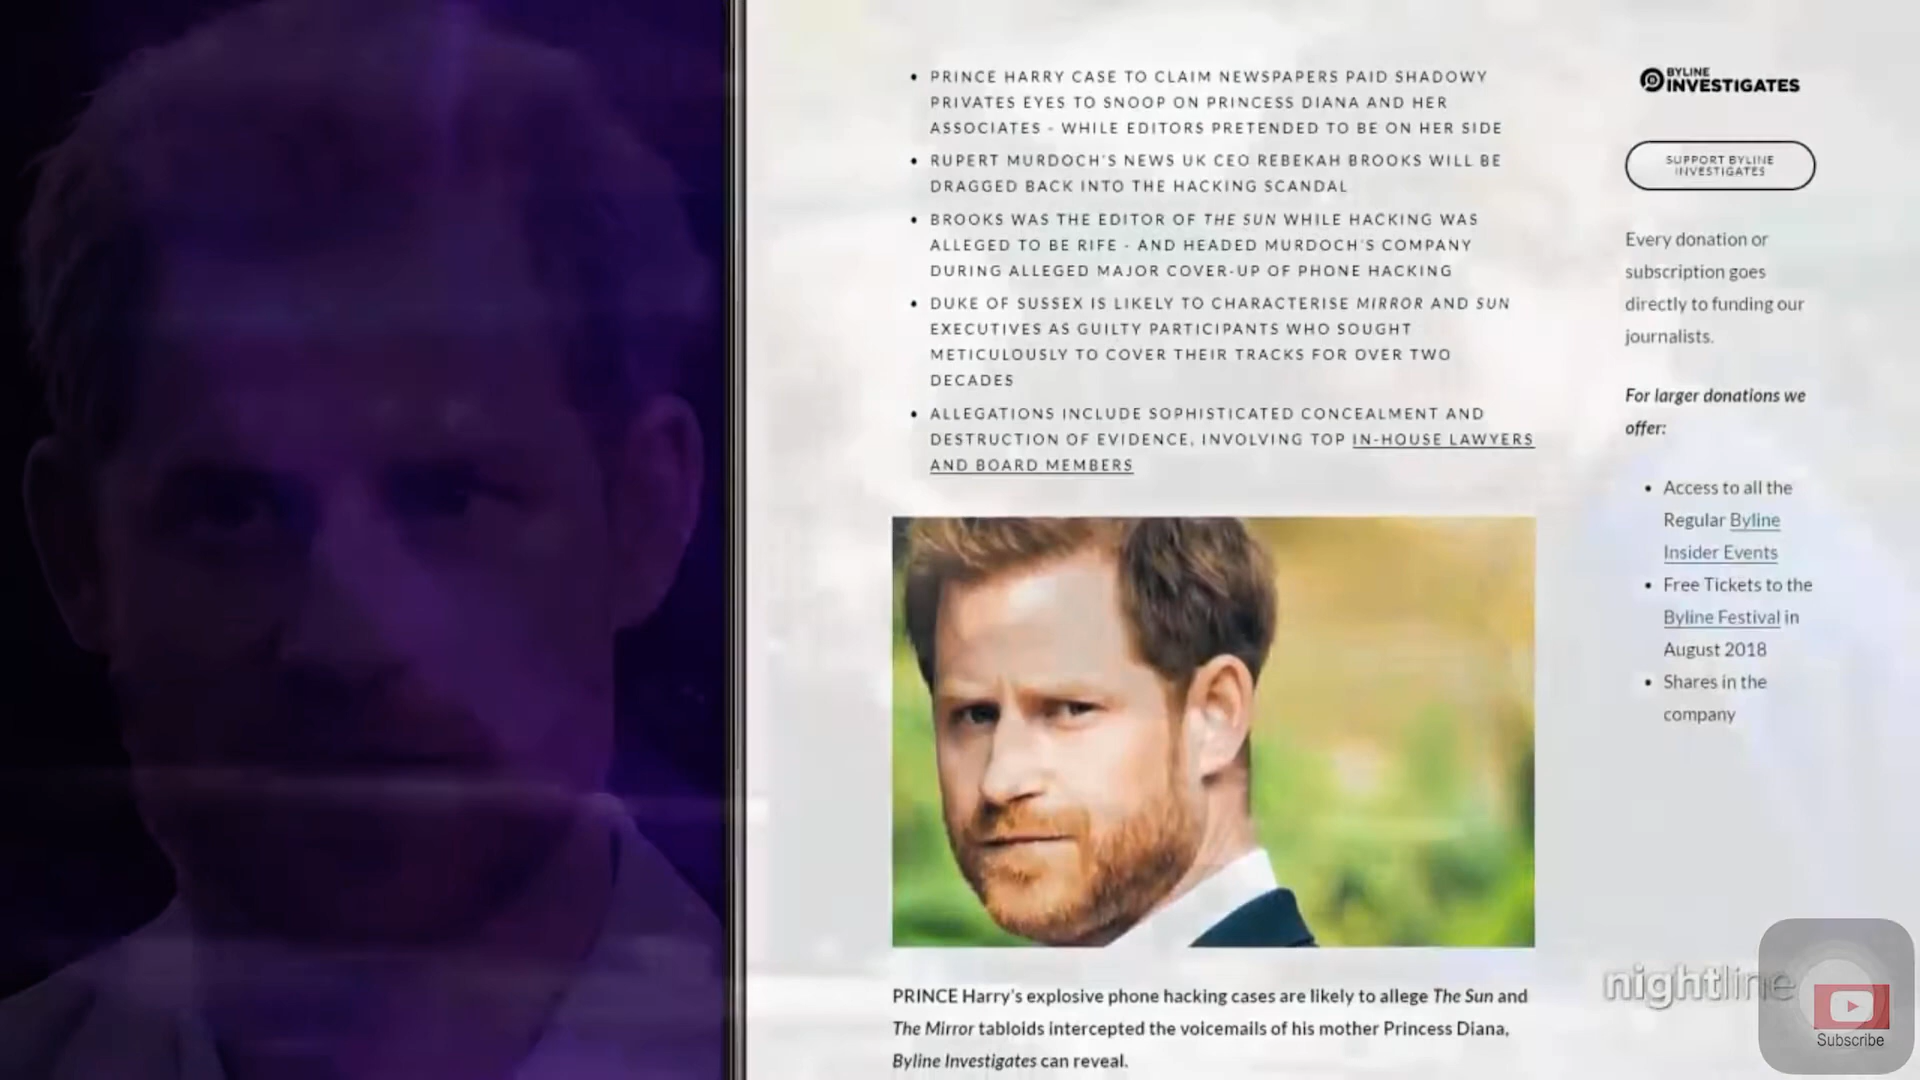 PRINCE HARRY CASE TO CLAIM NEWSPAPERS PAID SHADOWY
PRIVATES EYES TO SNOOP ON PRINCESS DIANA AND HER
ASSOCIATES - WHILE EDITORS PRETENDED TO BE ON HER SIDE
RUPERT MURDOCH'S NEWS UK CEO REBEKAH BROOKS WILL BE
DRAGGED BACK INTO THE HACKING SCANDAL
BROOKS WAS THE EDITOR OF THE SUN WHILE HACKING WAS
ALLEGED TO BE RIFE - AND HEADED MURDOCH'S COMPANY
DURING ALLEGED MAJOR COVER-UP OF PHONE HACKING
DUKE OF SUSSEX IS LIKELY TO CHARACTERISE MIRROR AND SUN
EXECUTIVES AS GUILTY PARTICIPANTS WHO SOUGHT
METICULOUSLY TO COVER THEIR TRACKS FOR OVER TWO
DECADES
ALLEGATIONS INCLUDE SOPHISTICATED CONCEALMENT AND
DESTRUCTION OF EVIDENCE, INVOLVING TOP IN-HOUSE LAWYERS
AND BOARD MEMBERS
PRINCE Harry's explosive phone hacking cases are likely to allege The Sun and
The Mirror tabloids intercepted the voicemails of his mother Princess Diana,
Byline Investigates can reveal.
BYLINE
INVESTIGATES
SUPPORT BYLINE
INVESTIGATES
Every donation or
subscription goes
directly to funding our
journalists.
For larger donations we
offer:
Access to all the
Regular Byline
Insider Events
Free Tickets to the
Byline Festival in
August 2018
Shares in the
company
nightline
Subscribe